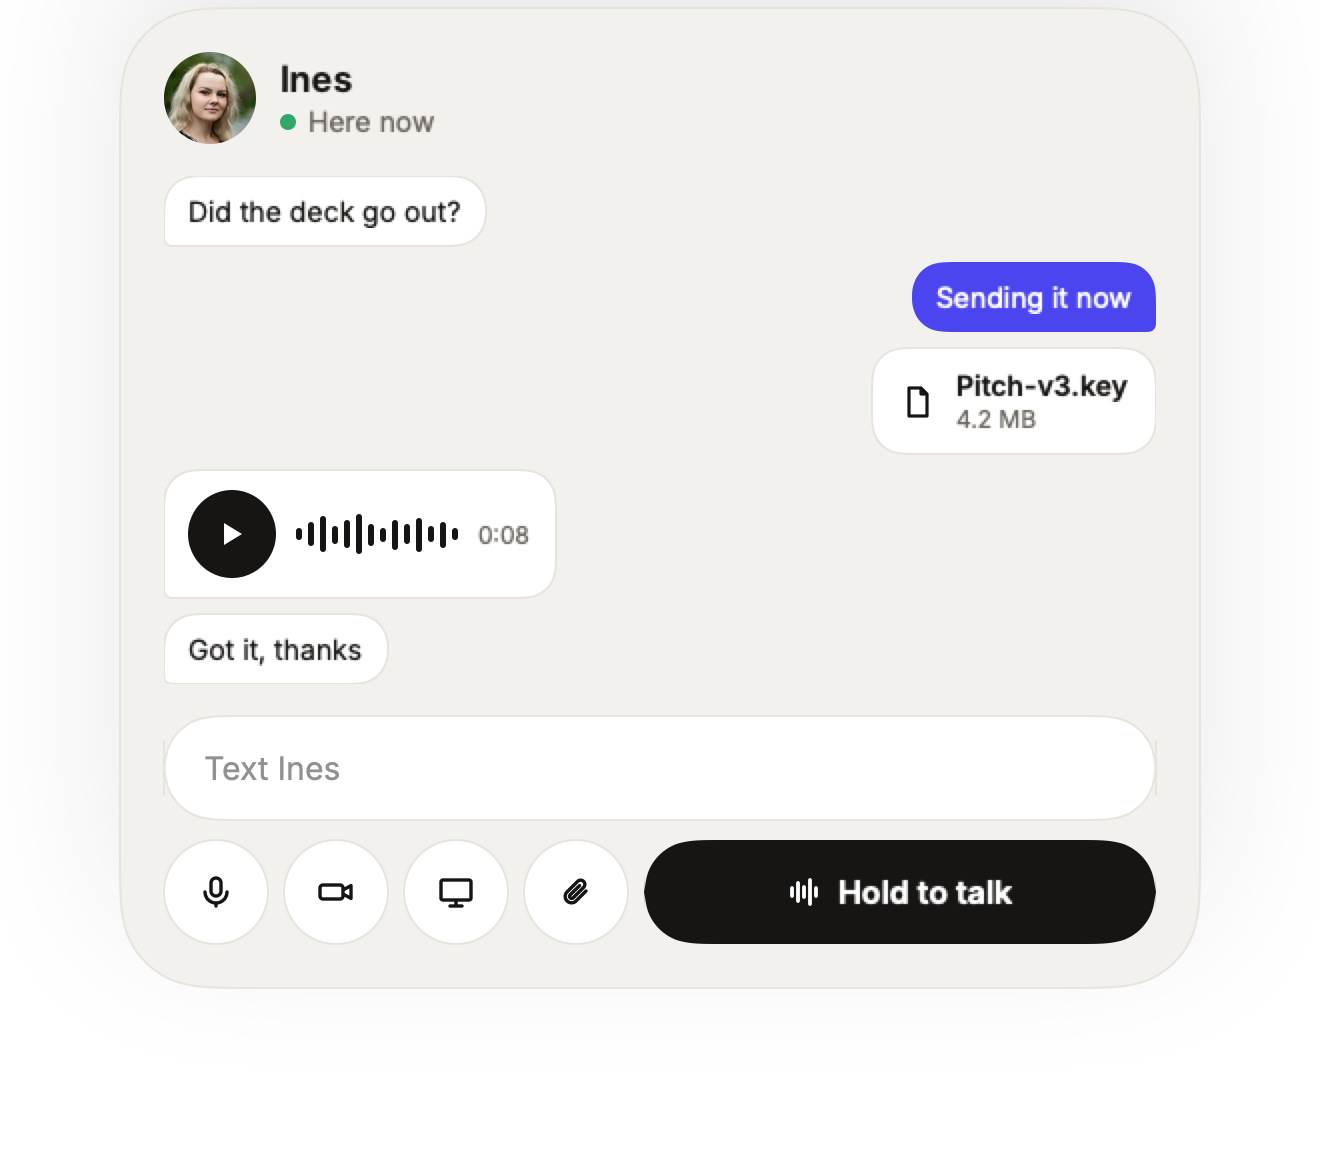 Ines
Here now
Did the deck go out?
Sending it now
Pitch-v3.key
4.2 MB
0:08
Got it, thanks
Text Ines
Hold to talk